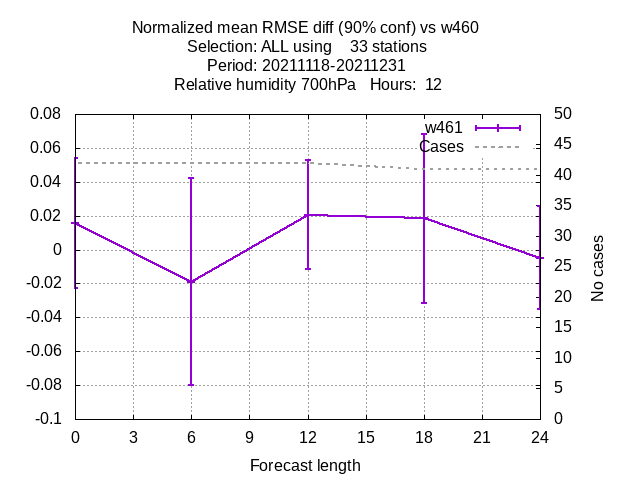 Normalized mean RMSE diff (90% conf) vs w460
Selection: ALL using    33 stations
Period: 20211118-20211231
Relative humidity 700hPa   Hours:  12
0.08
0.06
0.04
0.02
0
-0.02
-0.04
-0.06
-0.08
-0.1
50
45
40
35
30
25
20
15
10
5
0
w461
Cases
No cases
0 3 6 9 12 15 18 21 24
Forecast length